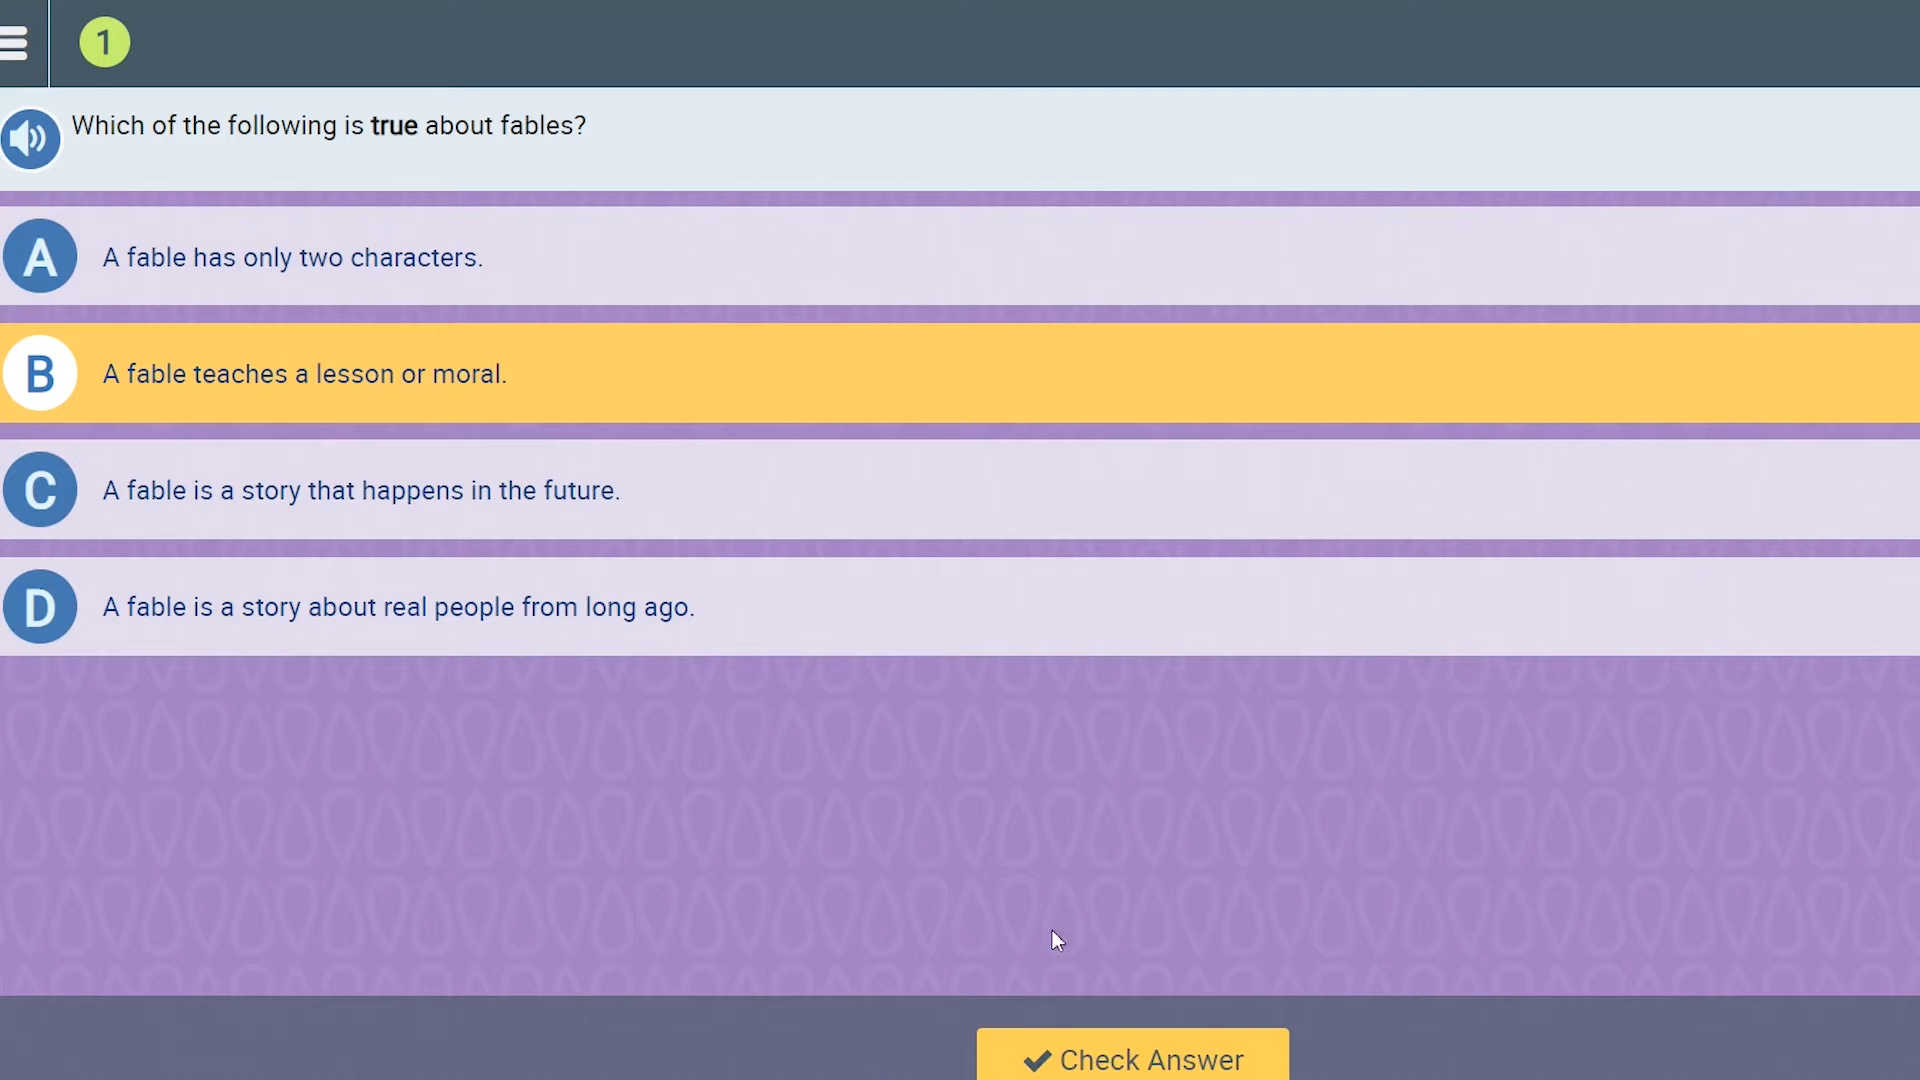 1
Which of the following is true about fables?
A A fable has only two characters.
B A fable teaches a lesson or moral.
C A fable is a story that happens in the future.
D A fable is a story about real people from long ago.
Check Answer